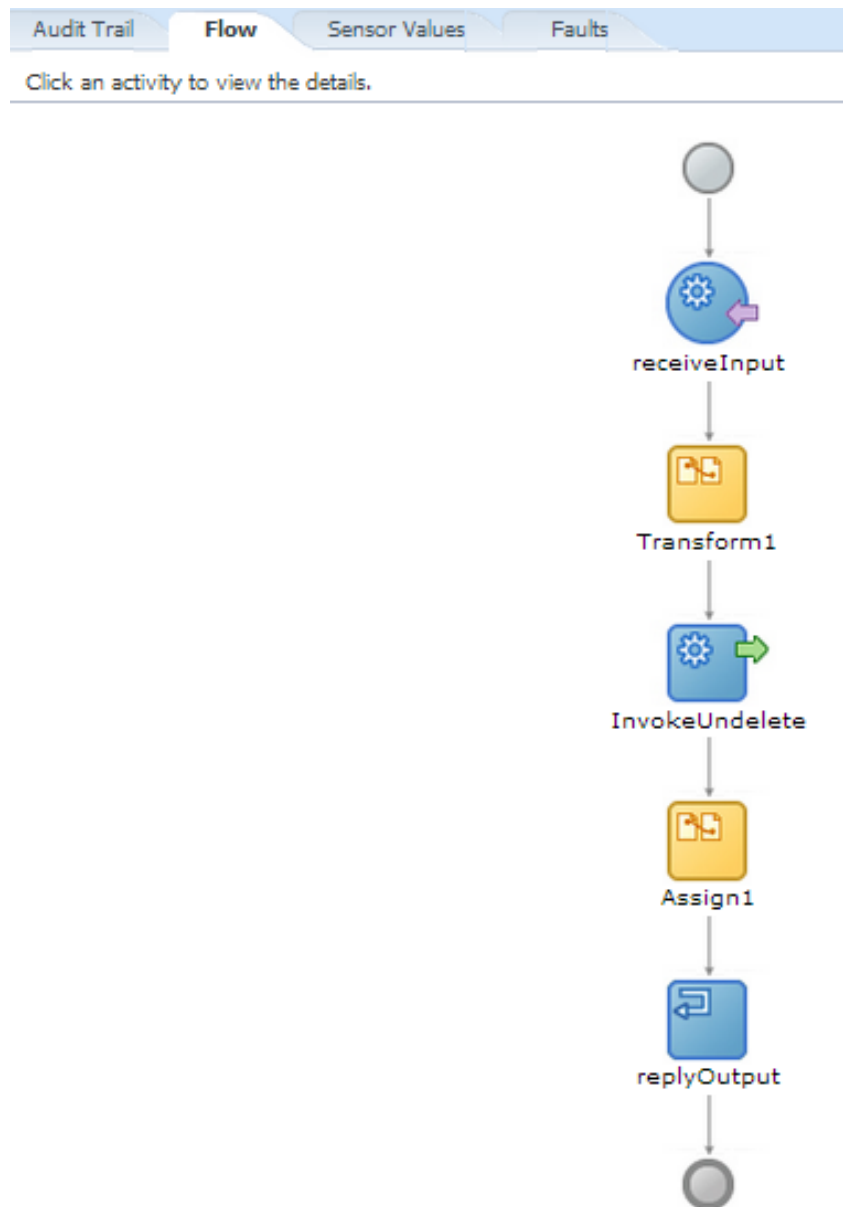 Audit Trail Flow Sensor Values Faults
Click an activity to view the details.
receiveInput
Transform1
InvokeUndelete
Assign1
replyOutput